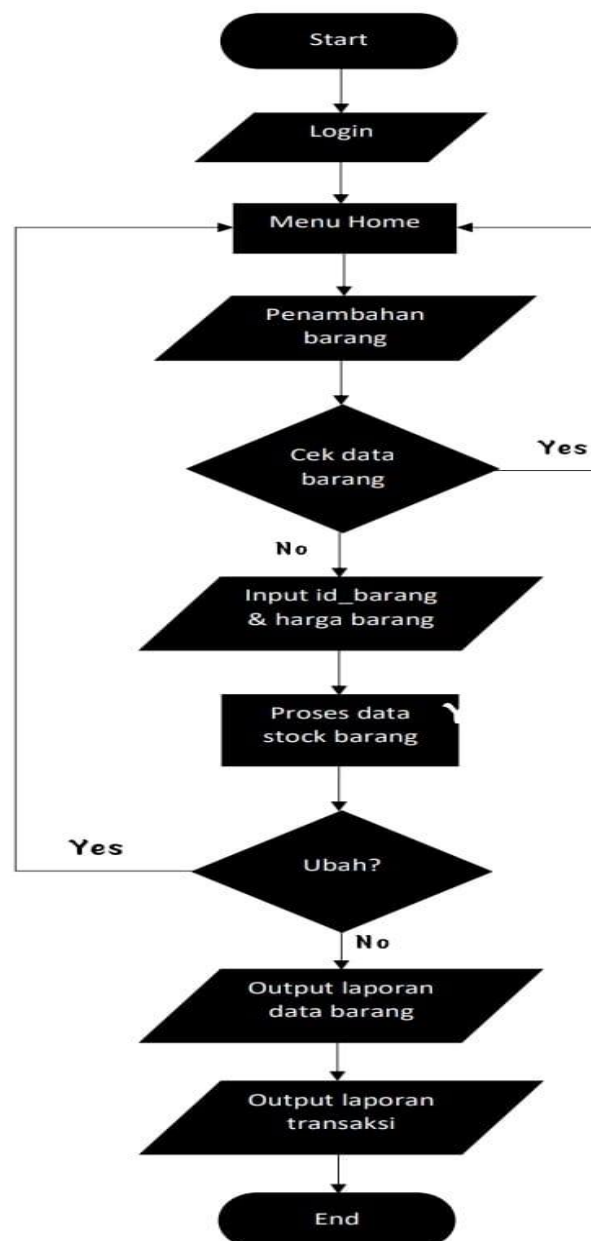 Start
Login
Menu Home
Penambahan
barang
Cek data
barang
Yes
No
Input id_barang
& harga barang
Proses data
stock barang
Y
Ubah?
Yes
No
Output laporan
data barang
Output laporan
transaksi
End